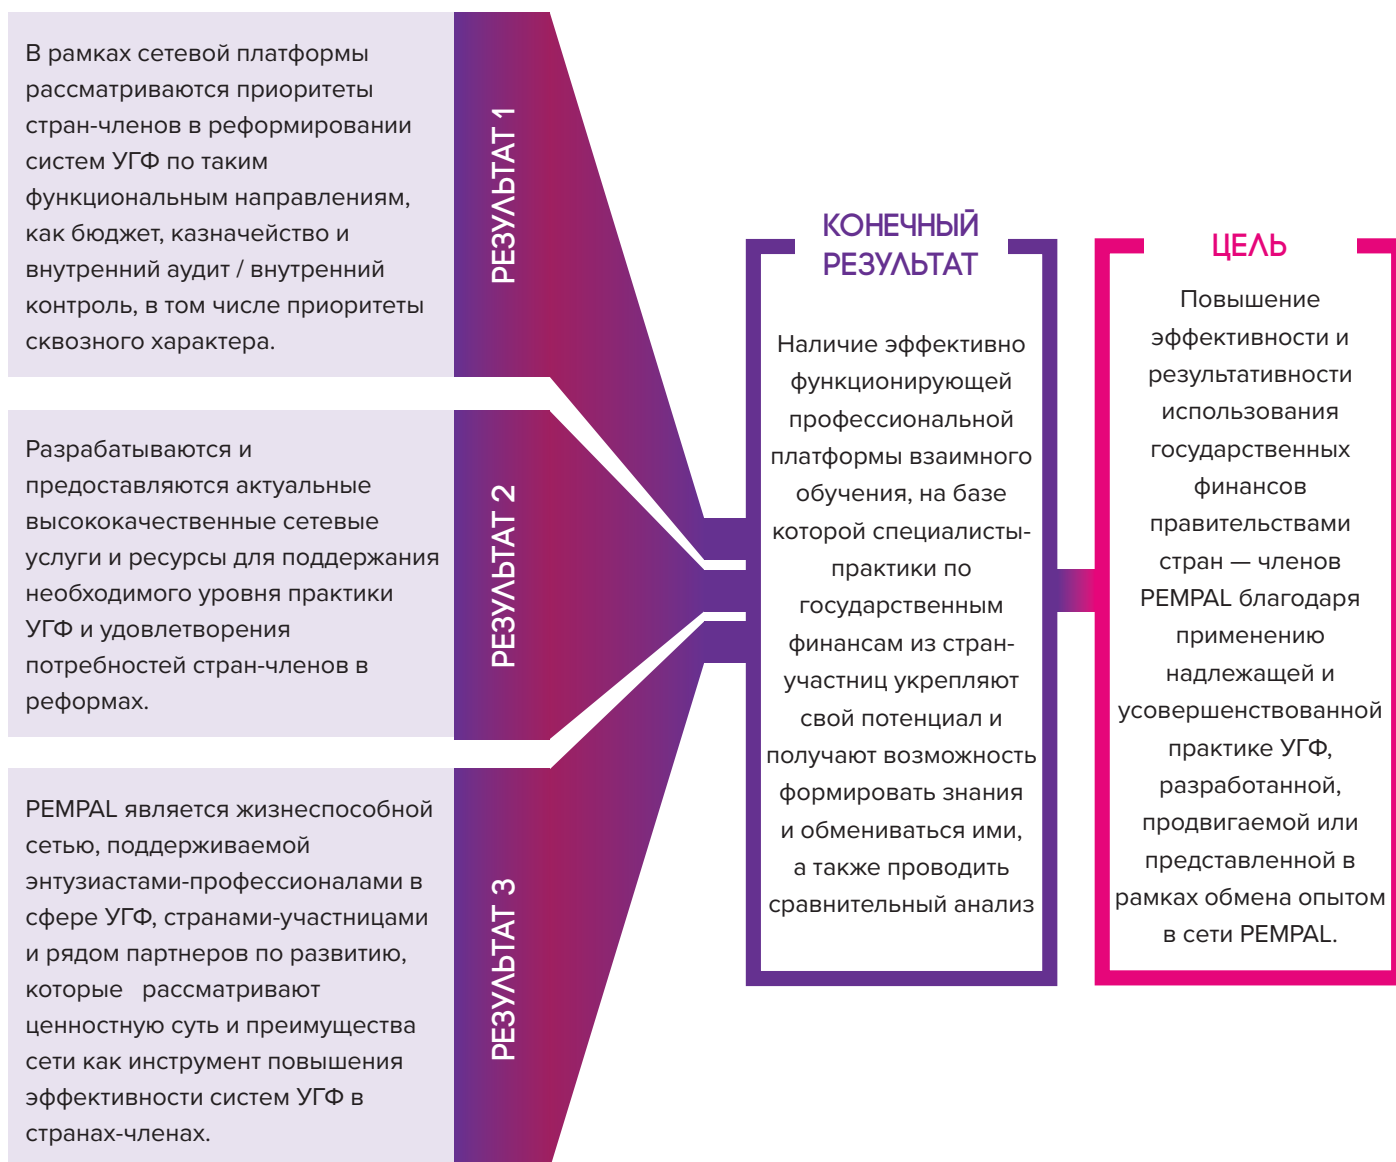 В рамках сетевой платформы
рассматриваются приоритеты
стран-членов в реформировании
систем УГФ по таким
функциональным направлениям,
как бюджет, казначейство и
внутренний аудит / внутренний
контроль, в том числе приоритеты
сквозного характера.
РЕЗУЛЬТАТ 1
Разрабатываются и
предоставляются актуальные
высококачественные сетевые
услуги и ресурсы для поддержания
необходимого уровня практики
УГФ и удовлетворения
потребностей стран-членов в
реформах.
РЕЗУЛЬТАТ 2
PEMPAL является жизнеспособной
сетью, поддерживаемой
энтузиастами-профессионалами в
сфере УГФ, странами-участницами
и рядом партнеров по развитию,
которые рассматривают
ценностную суть и преимущества
сети как инструмент повышения
эффективности систем УГФ в
странах-членах.
РЕЗУЛЬТАТ 3
КОНЕЧНЫЙ
РЕЗУЛЬТАТ
Наличие эффективно
функционирующей
профессиональной
платформы взаимного
обучения, на базе
которой специалисты-
практики по
государственным
финансам из стран-
участниц укрепляют
свой потенциал и
получают возможность
формировать знания
и обмениваться ими,
а также проводить
сравнительный анализ
ЦЕЛЬ
Повышение
эффективности и
результативности
использования
государственных
финансов
правительствами
стран — членов
PEMPAL благодаря
применению
надлежащей и
усовершенствованной
практике УГФ,
разработанной,
продвигаемой или
представленной в
рамках обмена опытом
в сети PEMPAL.